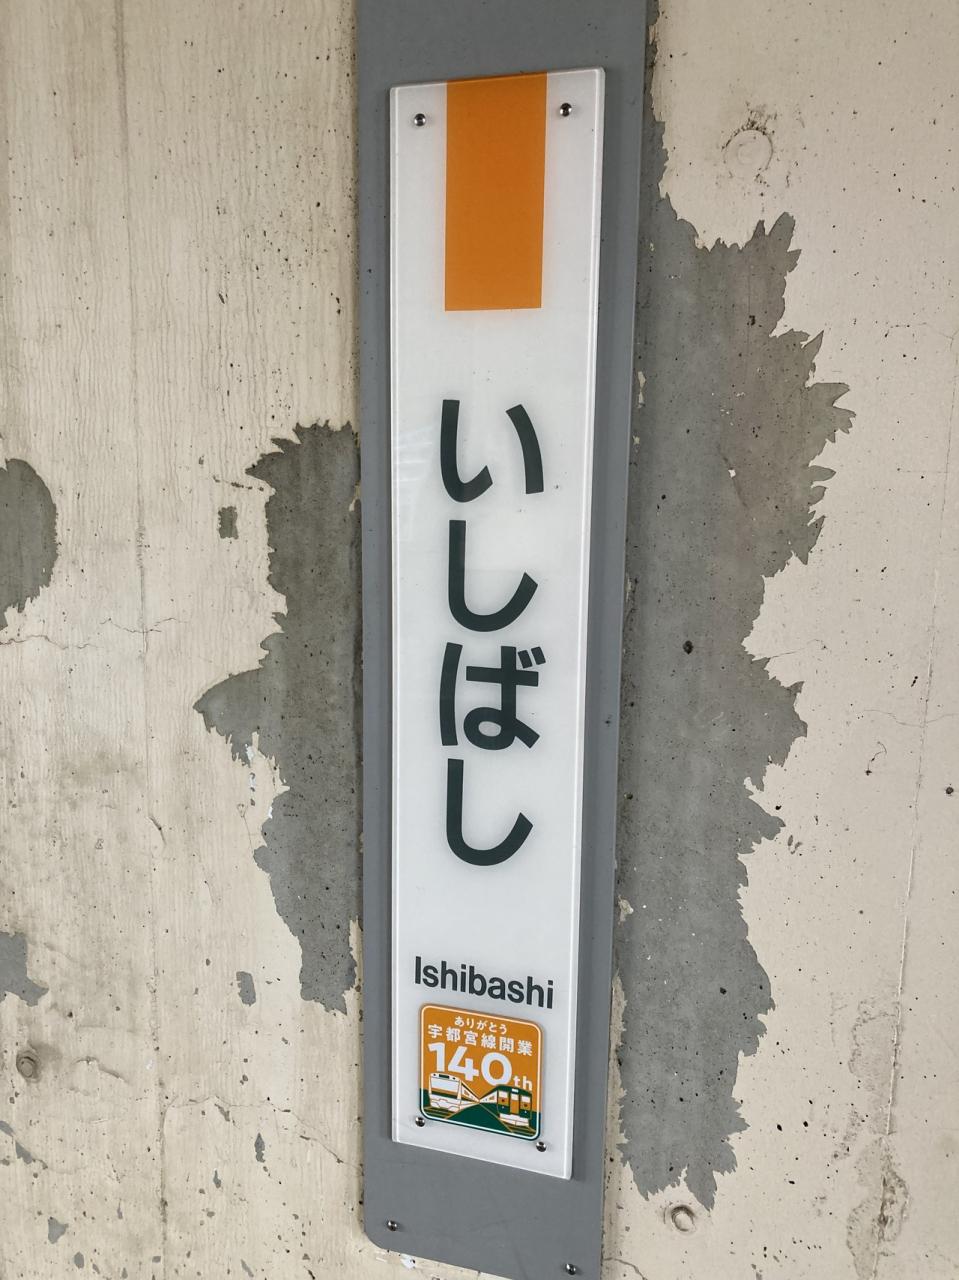 いしばし
Ishibashi
ありがとう
宇都宮線開業
140th